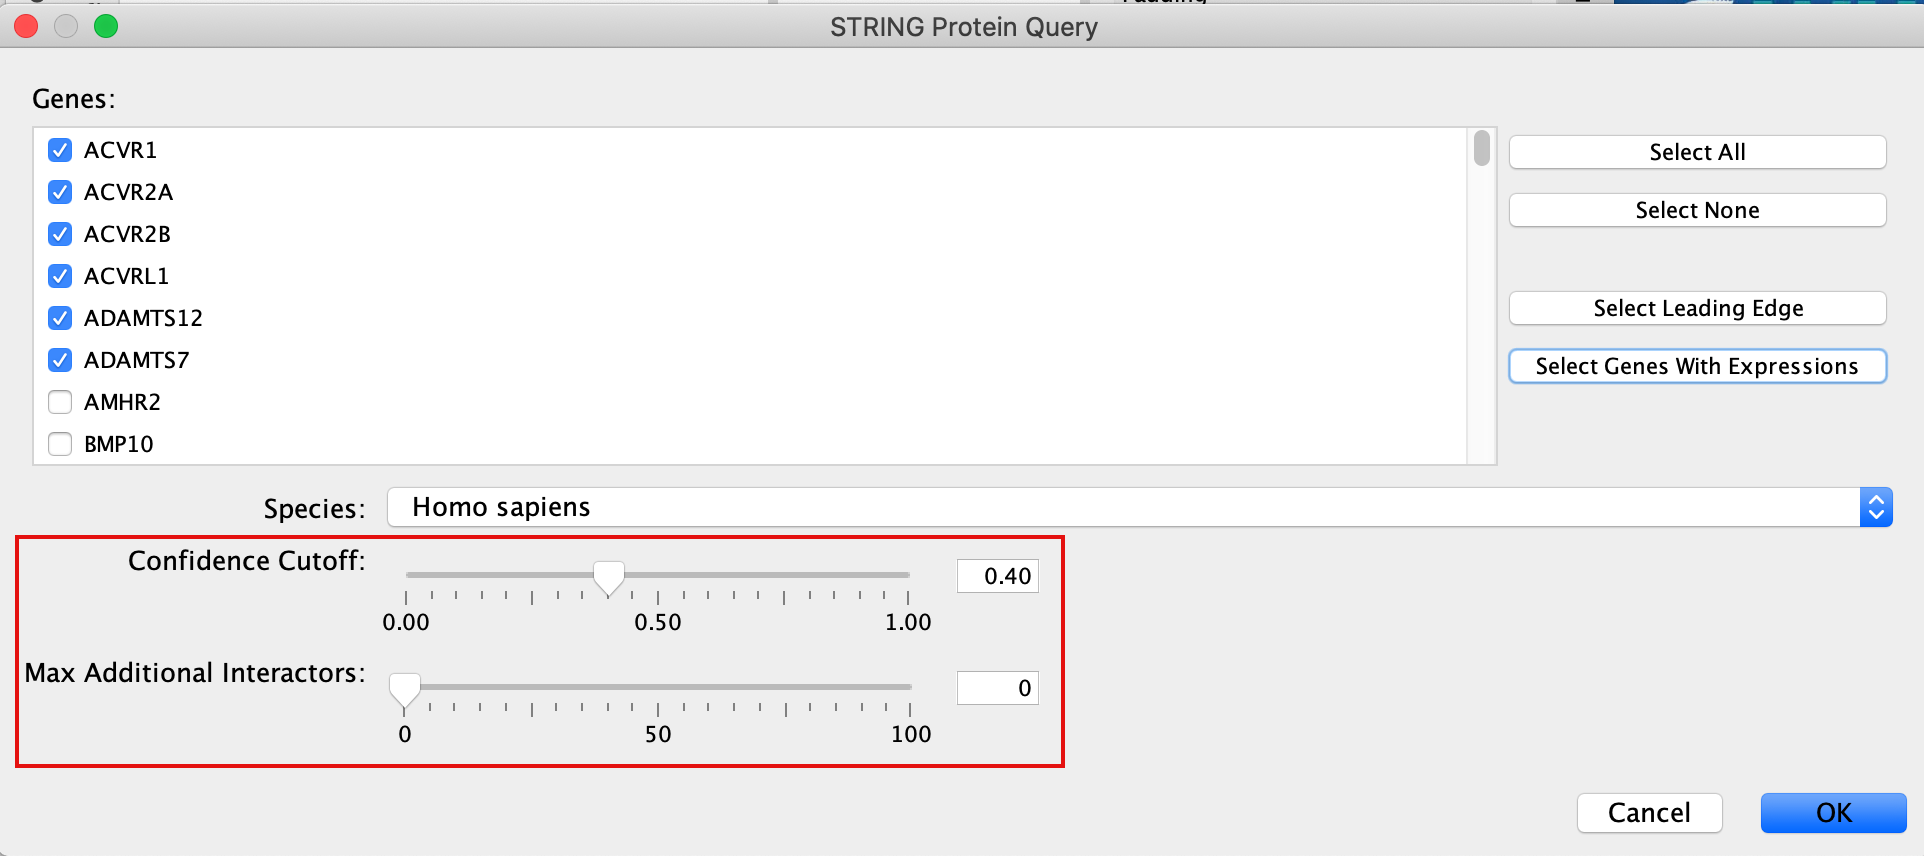 STRING Protein Query
Genes:
ACVR1
ACVR2A
ACVR2B
ACVRL1
ADAMTS12
ADAMTS7
AMHR2
BMP10
Select All
Select None
Select Leading Edge
Select Genes With Expressions
Species: Homo sapiens
Confidence Cutoff: 0.40
0.00 0.50 1.00
Max Additional Interactors: 0
0 50 100
Cancel OK